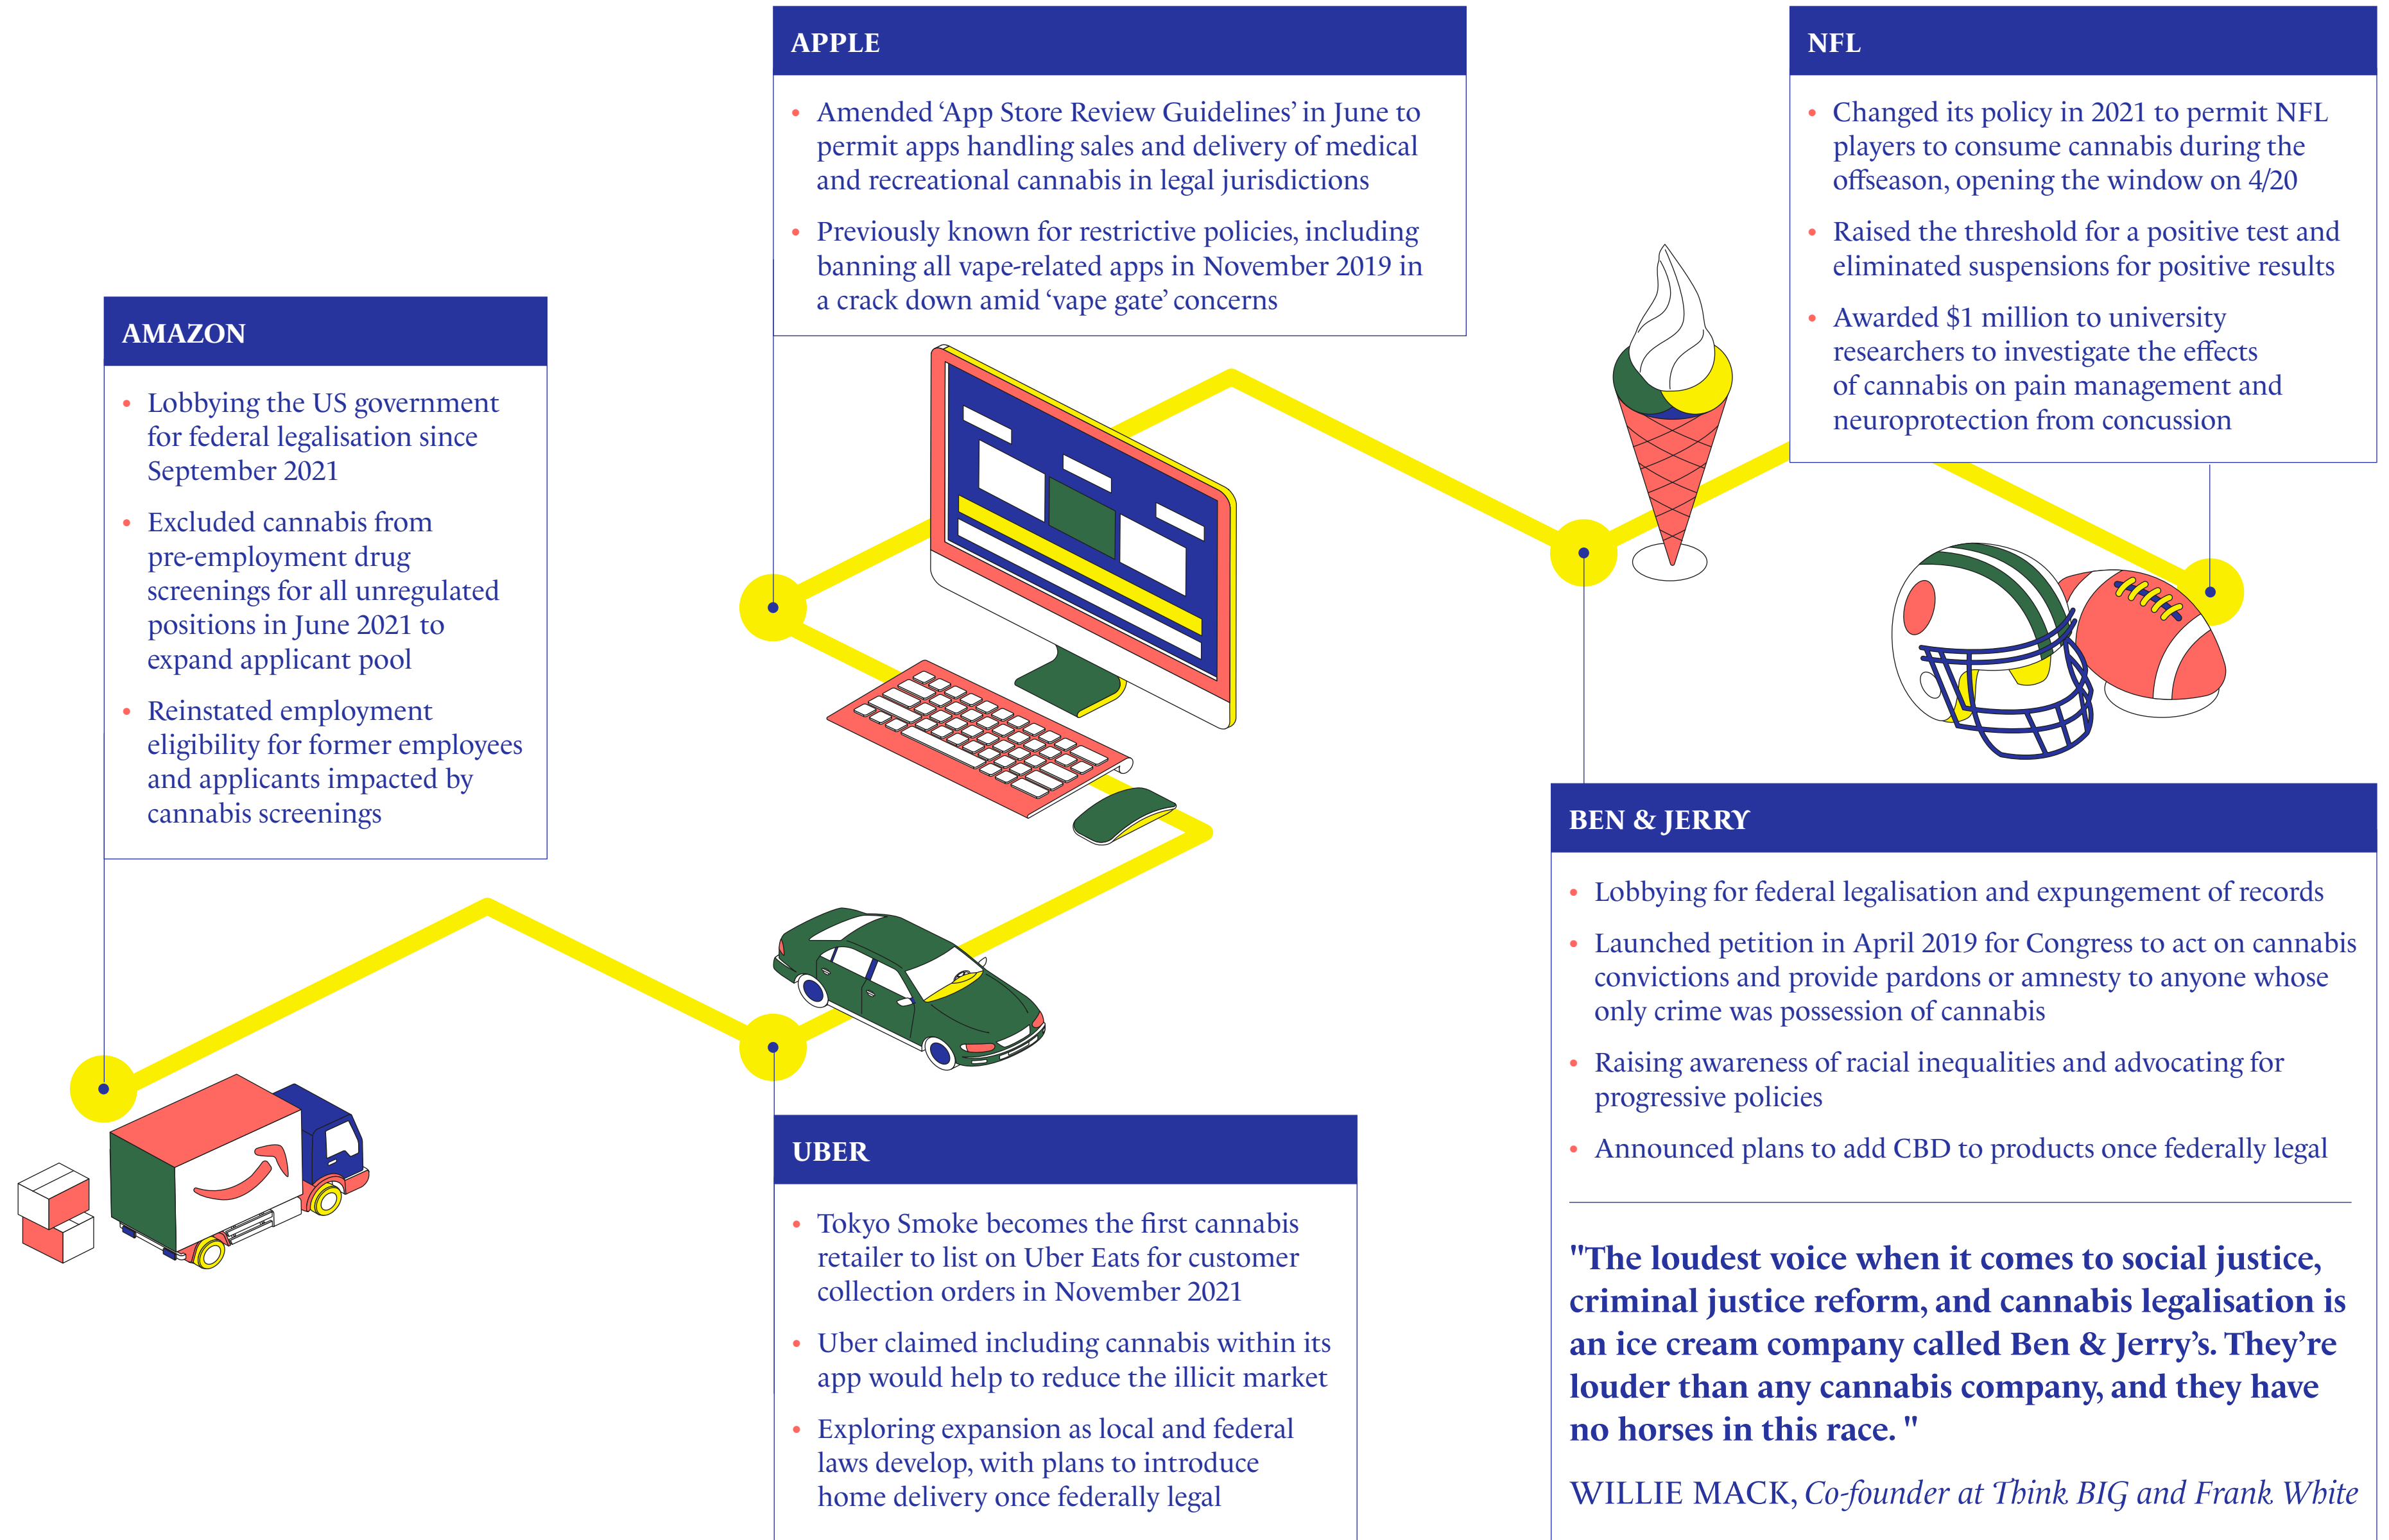 AMAZON
• Lobbying the US government
for federal legalisation since
September 2021
• Excluded cannabis from
pre-employment drug
screenings for all unregulated
positions in June 2021 to
expand applicant pool
• Reinstated employment
eligibility for former employees
and applicants impacted by
cannabis screenings
APPLE
• Amended ‘App Store Review Guidelines’ in June to
permit apps handling sales and delivery of medical
and recreational cannabis in legal jurisdictions
• Previously known for restrictive policies, including
banning all vape-related apps in November 2019 in
a crack down amid ‘vape gate’ concerns
UBER
• Tokyo Smoke becomes the first cannabis
retailer to list on Uber Eats for customer
collection orders in November 2021
• Uber claimed including cannabis within its
app would help to reduce the illicit market
• Exploring expansion as local and federal
laws develop, with plans to introduce
home delivery once federally legal
NFL
• Changed its policy in 2021 to permit NFL
players to consume cannabis during the
offseason, opening the window on 4/20
• Raised the threshold for a positive test and
eliminated suspensions for positive results
• Awarded $1 million to university
researchers to investigate the effects
of cannabis on pain management and
neuroprotection from concussion
BEN & JERRY
• Lobbying for federal legalisation and expungement of records
• Launched petition in April 2019 for Congress to act on cannabis
convictions and provide pardons or amnesty to anyone whose
only crime was possession of cannabis
• Raising awareness of racial inequalities and advocating for
progressive policies
• Announced plans to add CBD to products once federally legal
"The loudest voice when it comes to social justice,
criminal justice reform, and cannabis legalisation is
an ice cream company called Ben & Jerry’s. They’re
louder than any cannabis company, and they have
no horses in this race. "
WILLIE MACK, Co-founder at Think BIG and Frank White